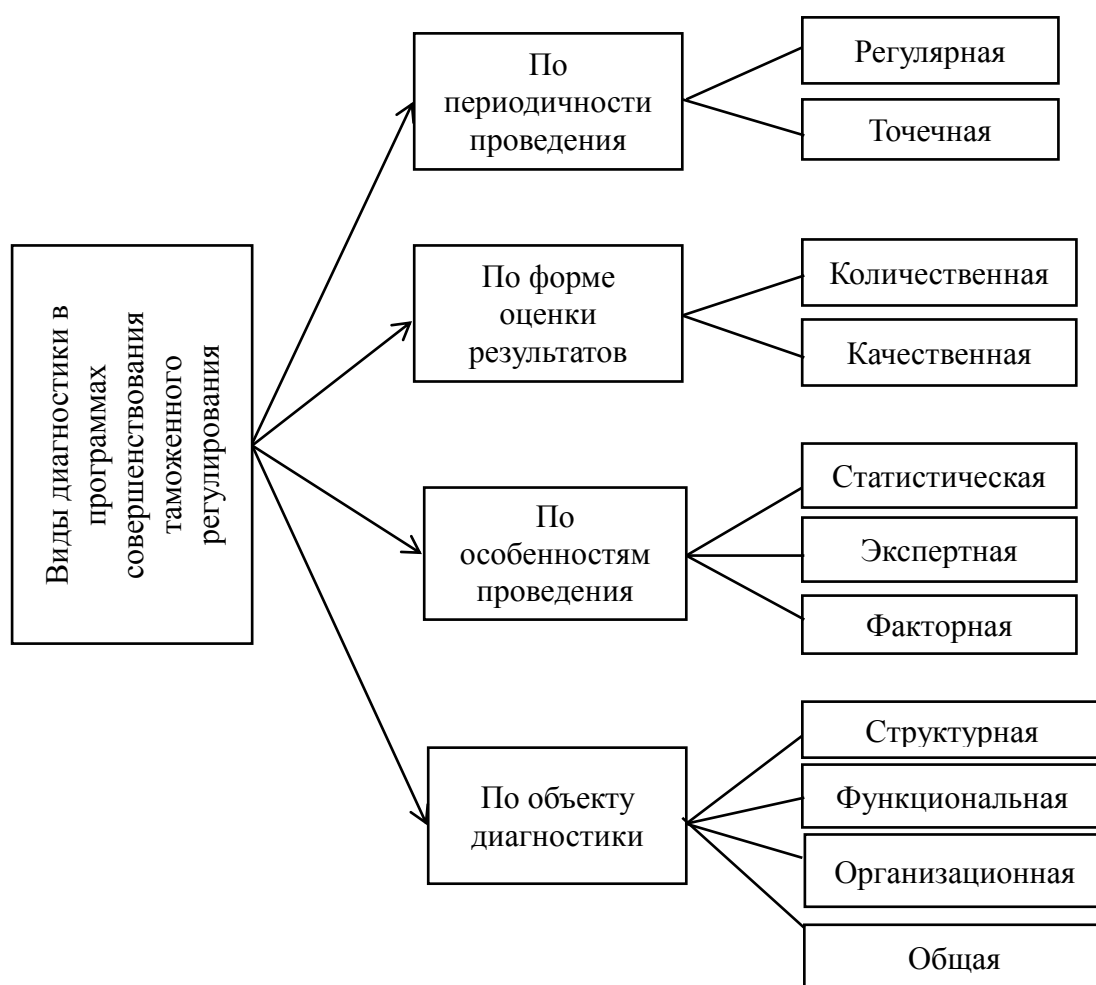 Виды диагностики в
программах
совершенствования
таможенного
регулирования
По
периодичности
проведения
Регулярная
Точечная
По форме
оценки
результатов
Количественная
Качественная
По
особенностям
проведения
Статистическая
Экспертная
Факторная
По объекту
диагностики
Структурная
Функциональная
Организационная
Общая